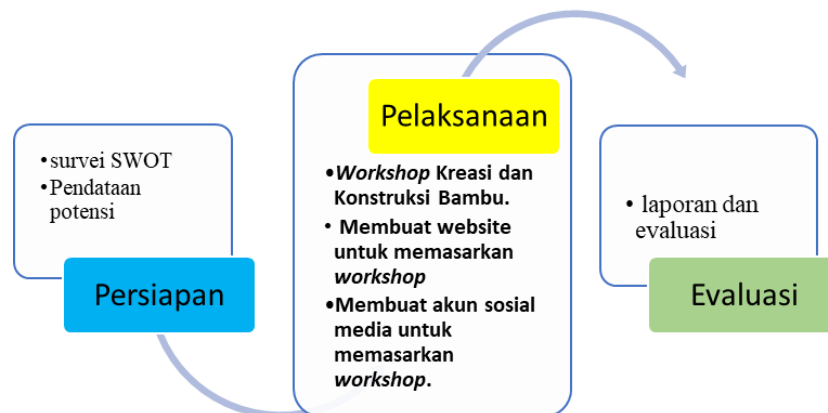 •survei SWOT
•Pendataan
potensi
Persiapan
Pelaksanaan
•Workshop Kreasi dan
Konstruksi Bambu.
• Membuat website
untuk memasarkan
workshop
•Membuat akun sosial
media untuk
memasarkan
workshop.
• laporan dan
evaluasi
Evaluasi